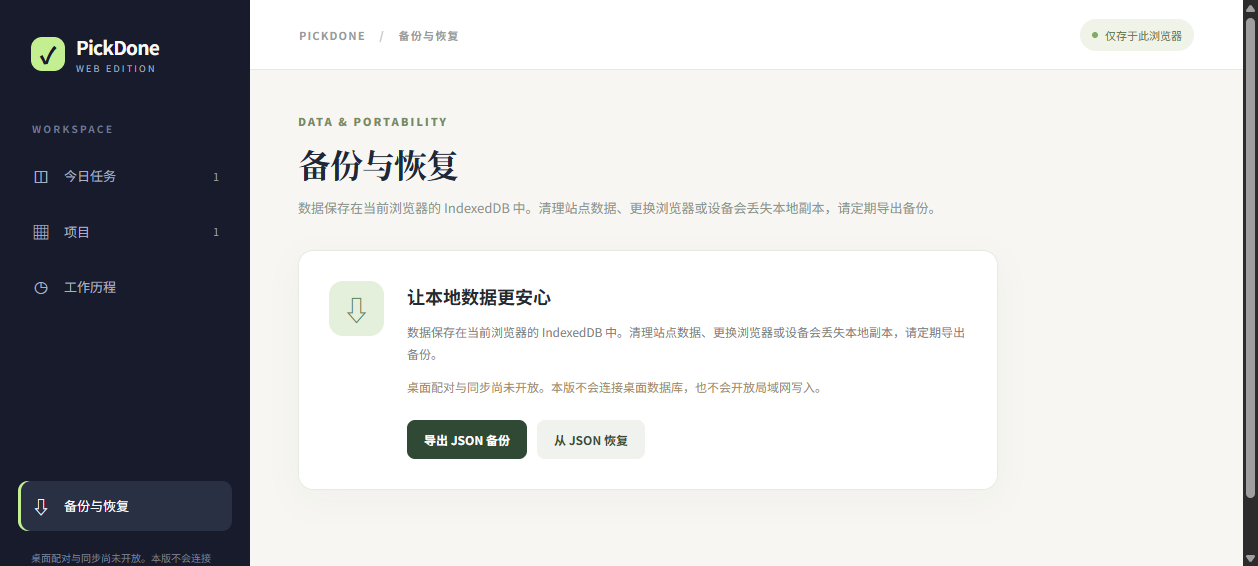 PickDone
WEB EDITION
WORKSPACE
今日任务 1
项目 1
工作历程
备份与恢复
桌面配对与同步尚未开放。本版不会连接
PICKDONE / 备份与恢复
仅存于此浏览器
DATA & PORTABILITY
备份与恢复
数据保存在当前浏览器的 IndexedDB 中。清理站点数据、更换浏览器或设备会丢失本地副本，请定期导出备份。
让本地数据更安心
数据保存在当前浏览器的 IndexedDB 中。清理站点数据、更换浏览器或设备会丢失本地副本，请定期导出
备份。
桌面配对与同步尚未开放。本版不会连接桌面数据库，也不会开放局域网写入。
导出 JSON 备份
从 JSON 恢复